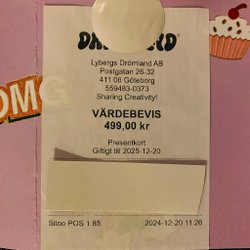 Lybergs Drömland AB
Postgatan 26-32
411 06 Göteborg
559483-0373
Sharing Creativity!
VÄRDEBEVIS
499,00 kr
Presentkort
Giltigt till 2025-12-20
Sitoo POS 1.85 2024-12-20 11:26
OMG